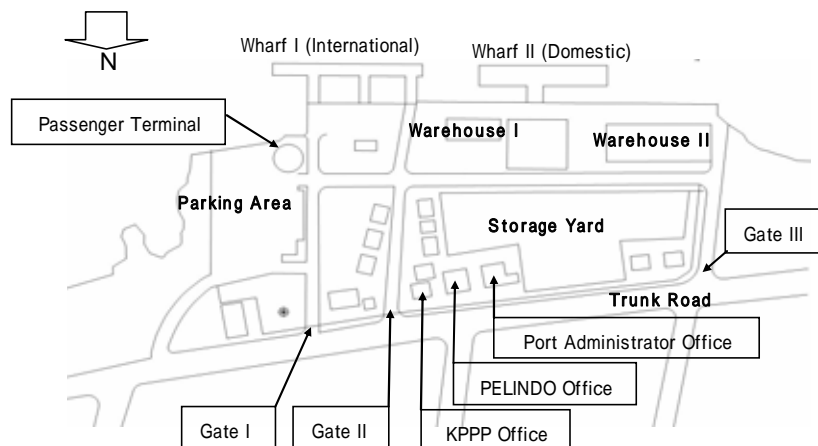 Wharf I (International)
Wharf II (Domestic)
N
Passenger Terminal
Warehouse I
Warehouse II
Parking Area
Storage Yard
Gate III
Trunk Road
Port Administrator Office
PELINDO Office
Gate I
Gate II
KPPP Office